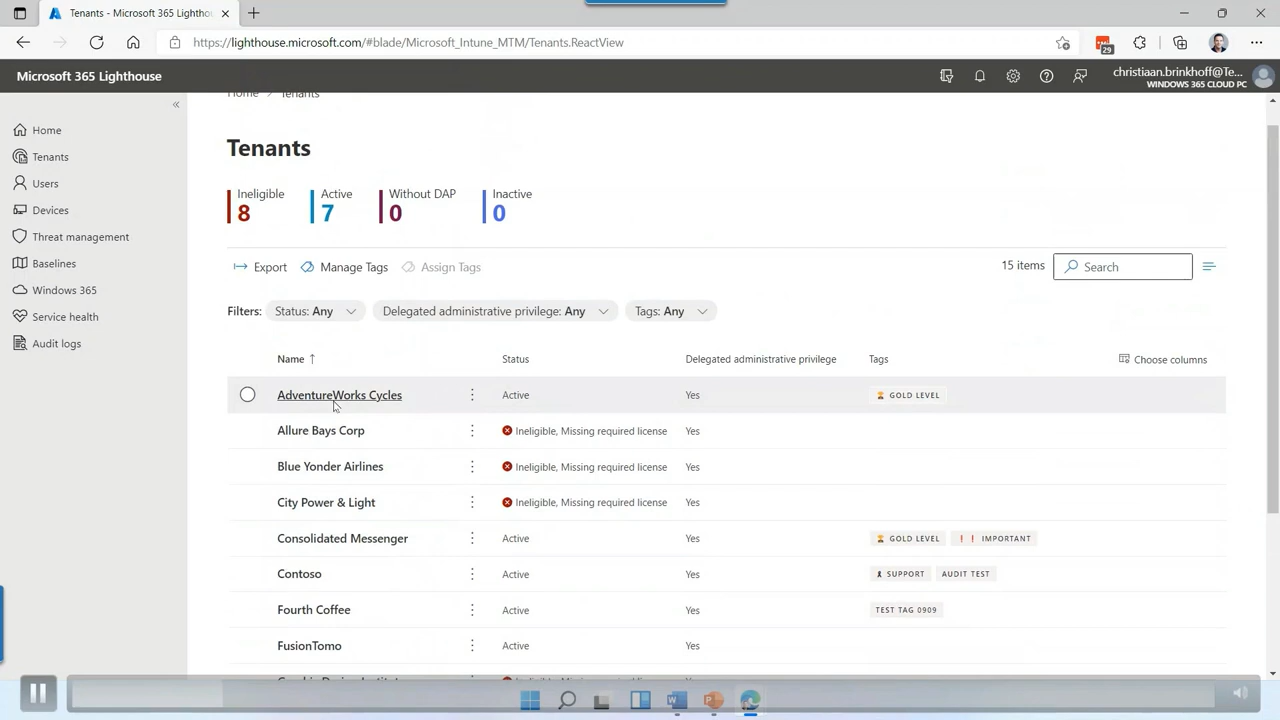 Tenants - Microsoft 365 Lightho
https://lighthouse.microsoft.com/#blade/Microsoft_Intune_MTM/Tenants.ReactView
29
Microsoft 365 Lighthouse
christiaan.brinkhoff@Te...
WINDOWS 365 CLOUD PC
Home > Tenants
Home
Tenants
Users
Devices
Threat management
Baselines
Windows 365
Service health
Audit logs
Tenants
Ineligible Active Without DAP Inactive
8 7 0 0
Export Manage Tags Assign Tags 15 items Search
Filters: Status: Any Delegated administrative privilege: Any Tags: Any
Name ↑ Status Delegated administrative privilege Tags Choose columns
AdventureWorks Cycles Active Yes GOLD LEVEL
Allure Bays Corp Ineligible, Missing required license Yes
Blue Yonder Airlines Ineligible, Missing required license Yes
City Power & Light Ineligible, Missing required license Yes
Consolidated Messenger Active Yes GOLD LEVEL IMPORTANT
Contoso Active Yes SUPPORT AUDIT TEST
Fourth Coffee Active Yes TEST TAG 0909
FusionTomo Active Yes